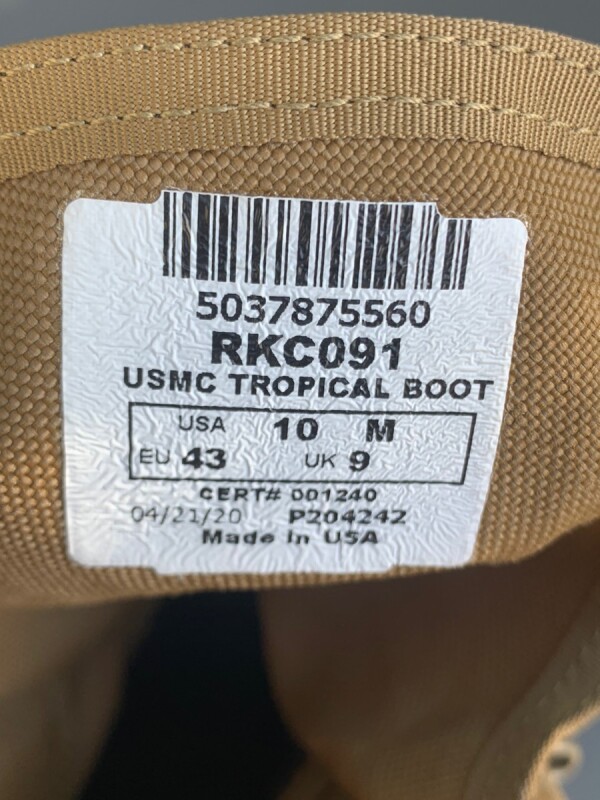 5037875560
RKC091
USMC TROPICAL BOOT
USA 10 M
EU 43 UK 9
CERT# 001240
04/21/20 P204242
Made in USA